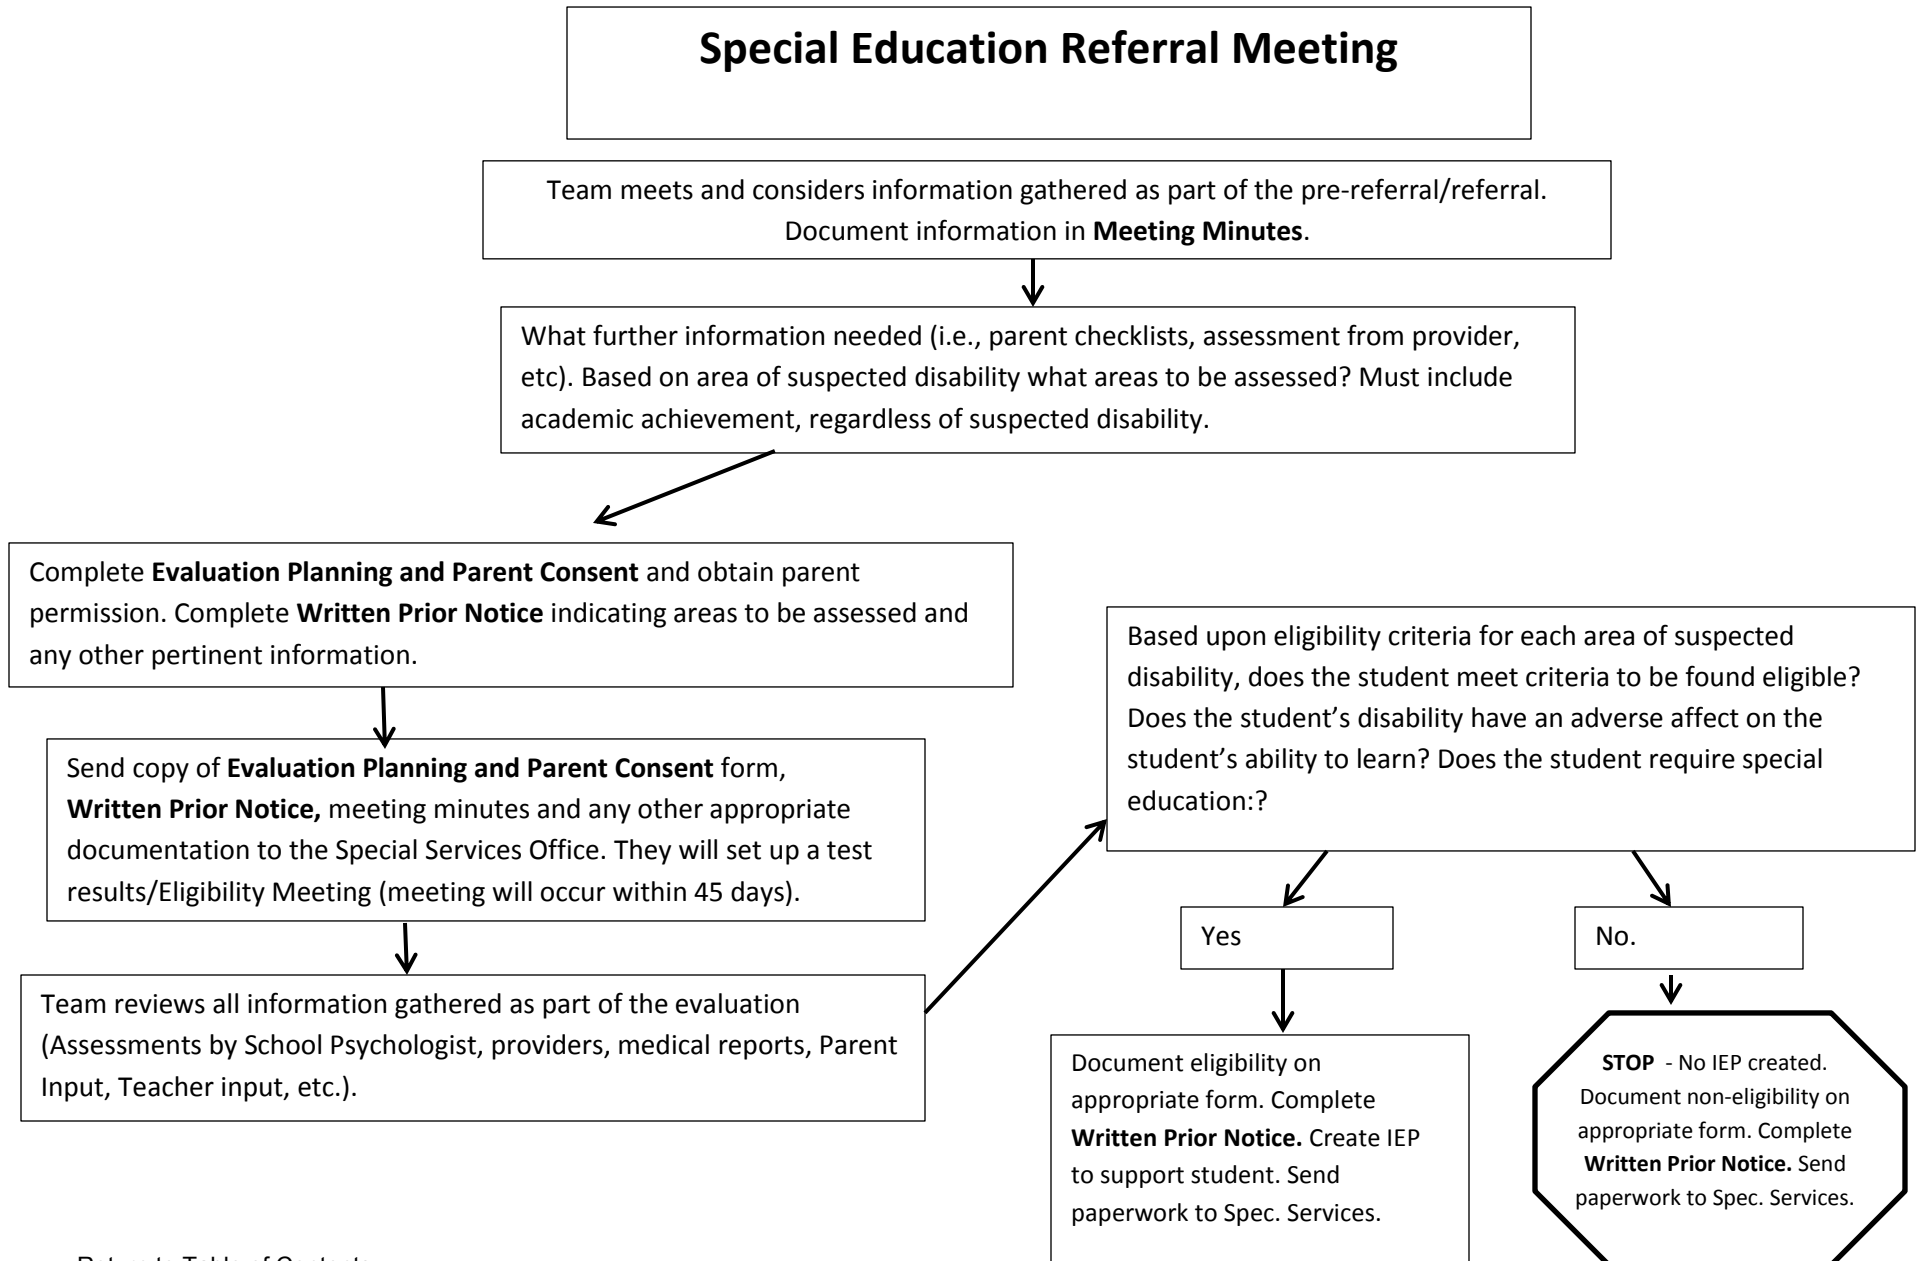 Special Education Referral Meeting
Team meets and considers information gathered as part of the pre-referral/referral.
Document information in Meeting Minutes.
What further information needed (i.e., parent checklists, assessment from provider,
etc). Based on area of suspected disability what areas to be assessed? Must include
academic achievement, regardless of suspected disability.
Complete Evaluation Planning and Parent Consent and obtain parent
permission. Complete Written Prior Notice indicating areas to be assessed and
any other pertinent information.
Send copy of Evaluation Planning and Parent Consent form,
Written Prior Notice, meeting minutes and any other appropriate
documentation to the Special Services Office. They will set up a test
results/Eligibility Meeting (meeting will occur within 45 days).
Team reviews all information gathered as part of the evaluation
(Assessments by School Psychologist, providers, medical reports, Parent
Input, Teacher input, etc.).
Based upon eligibility criteria for each area of suspected
disability, does the student meet criteria to be found eligible?
Does the student’s disability have an adverse affect on the
student’s ability to learn? Does the student require special
education:?
Yes
No.
Document eligibility on
appropriate form. Complete
Written Prior Notice. Create IEP
to support student. Send
paperwork to Spec. Services.
STOP - No IEP created.
Document non-eligibility on
appropriate form. Complete
Written Prior Notice. Send
paperwork to Spec. Services.
Return to Table of Contents